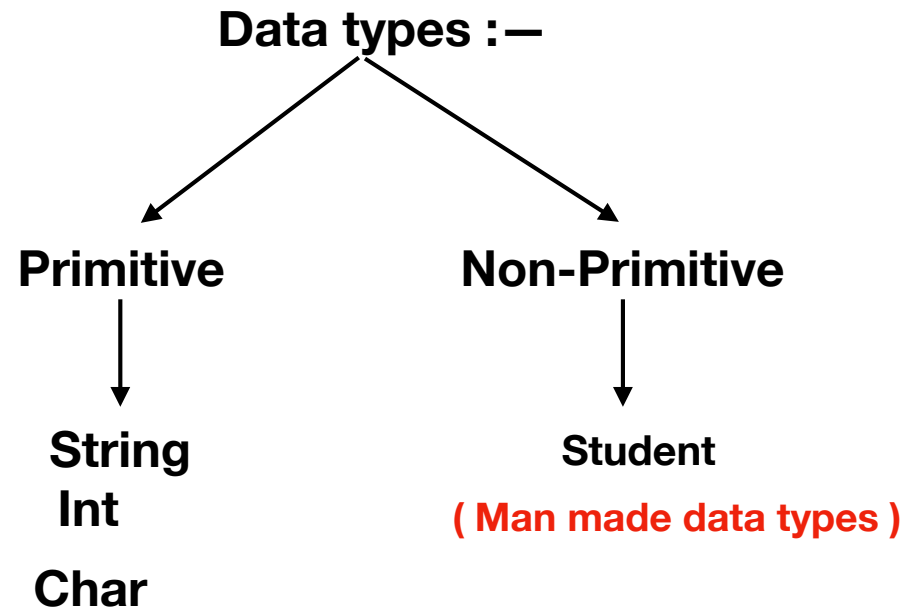 Data types :—
Primitive
Non-Primitive
String
Int
Char
Student
( Man made data types )